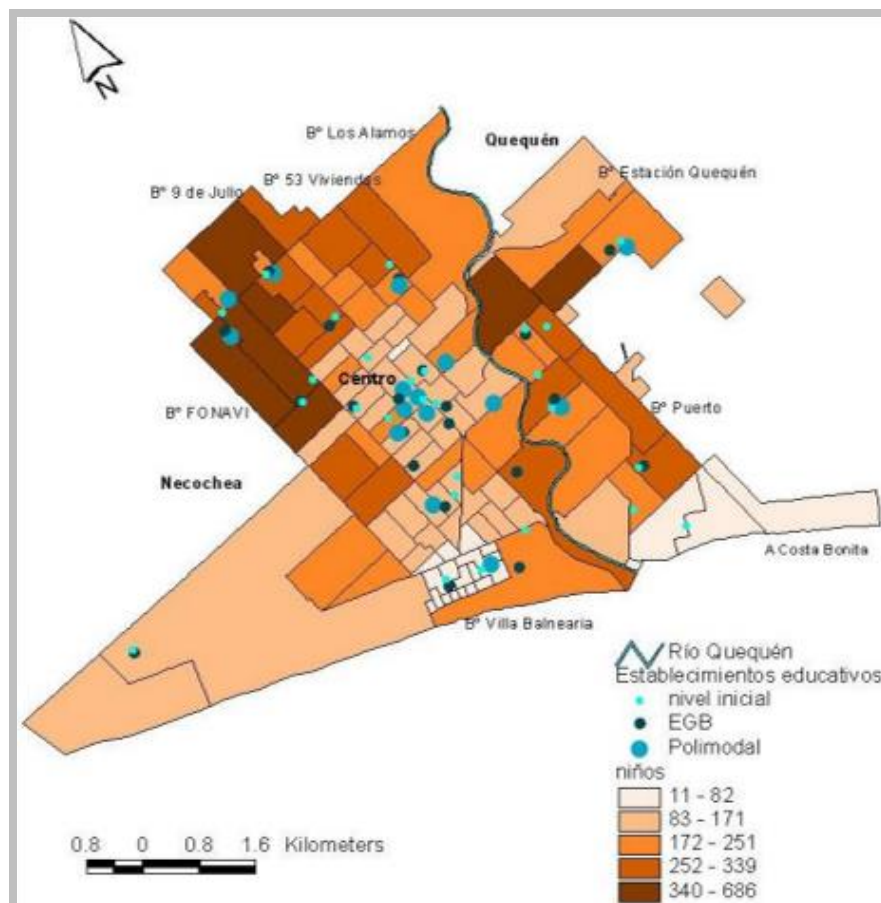 N
Bº Los Alamos
Quequén
Bº 53 Viviendas
Bº Estación Quequén
Bº 9 de Julio
Centro
Bº FONAVI
Bº Puerto
Necochea
A Costa Bonita
Bº Villa Balnearia
Río Quequén
Establecimientos educativos
nivel inicial
EGB
Polimodal
niños
11 - 82
83 - 171
172 - 251
252 - 339
340 - 686
0.8 0 0.8 1.6 Kilometers